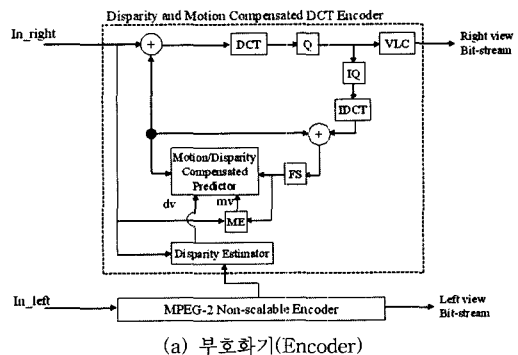 Disparity and Motion Compensated DCT Encoder
In_right
+
DCT
Q
VLC
Right view
Bit-stream
IQ
IDCT
+
Motion/Disparity
Compensated
Predictor
FS
dv
mv
ME
Disparity Estimator
In_left
MPEG-2 Non-scalable Encoder
Left view
Bit-stream
(a) 부호화기(Encoder)